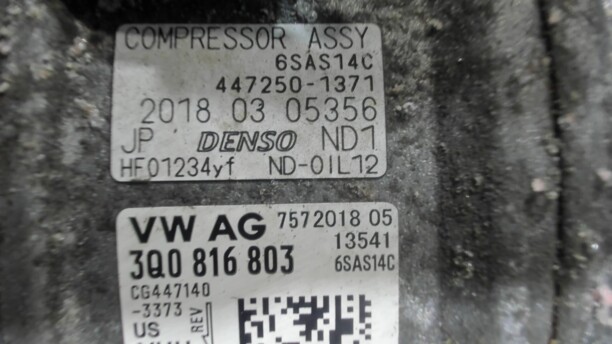 COMPRESSOR ASSY
6SAS14C
447250-1371
2018 03 05356
JP DENSO ND1
HF01234yf ND-OIL12
VW AG 7572018 05
13541
3Q0 816 803 6SAS14C
CG447140
-3373
US
REV